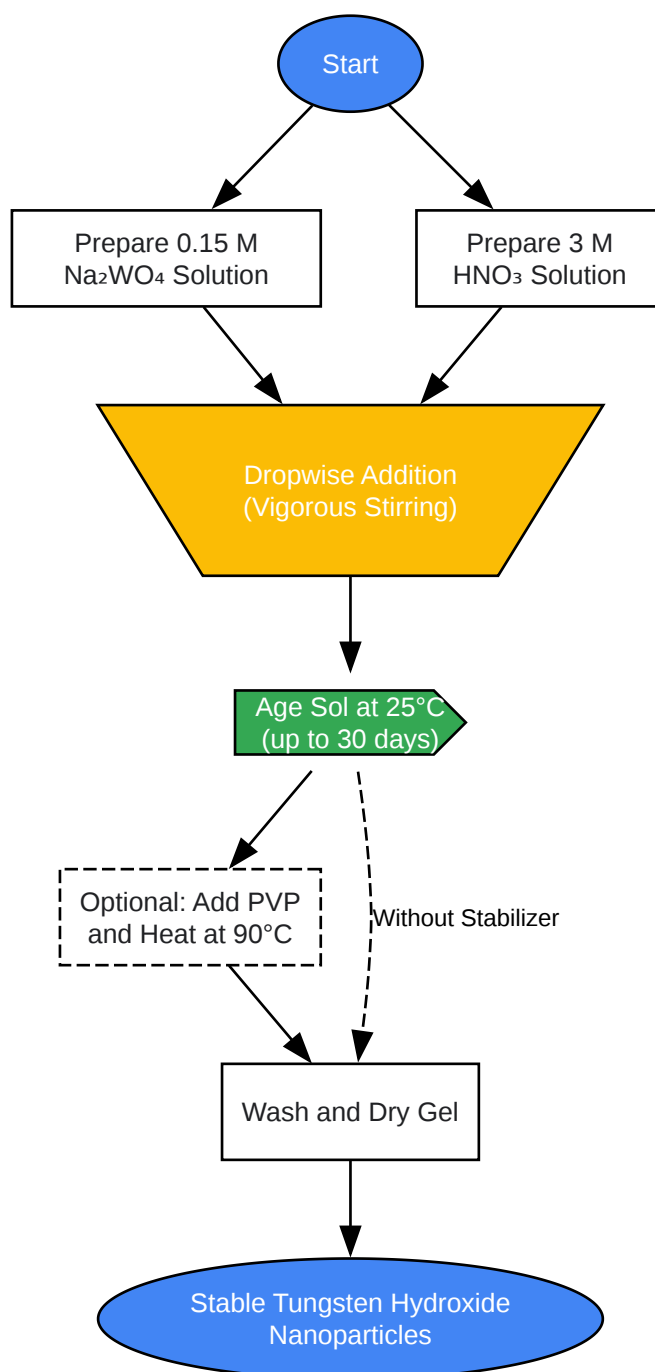 Start
Prepare 0.15 M
Na₂WO₄ Solution
Prepare 3 M
HNO₃ Solution
Dropwise Addition
(Vigorous Stirring)
Age Sol at 25°C
(up to 30 days)
Optional: Add PVP
and Heat at 90°C
Without Stabilizer
Wash and Dry Gel
Stable Tungsten Hydroxide
Nanoparticles